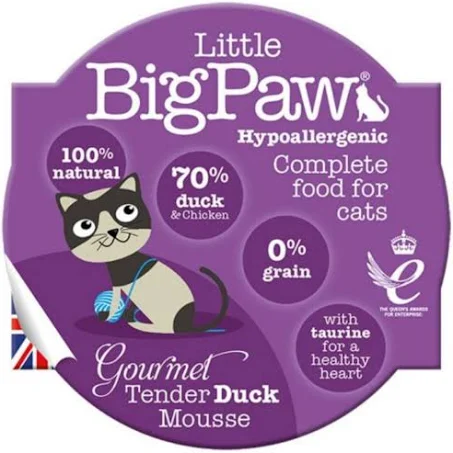 Little
BigPaw®
Hypoallergenic
Complete
food for
cats
100%
natural
70%
duck
& Chicken
0%
grain
THE QUEEN'S AWARDS
FOR ENTERPRISE
with
taurine
for a
healthy
heart
Gourmet
Tender Duck
Mousse